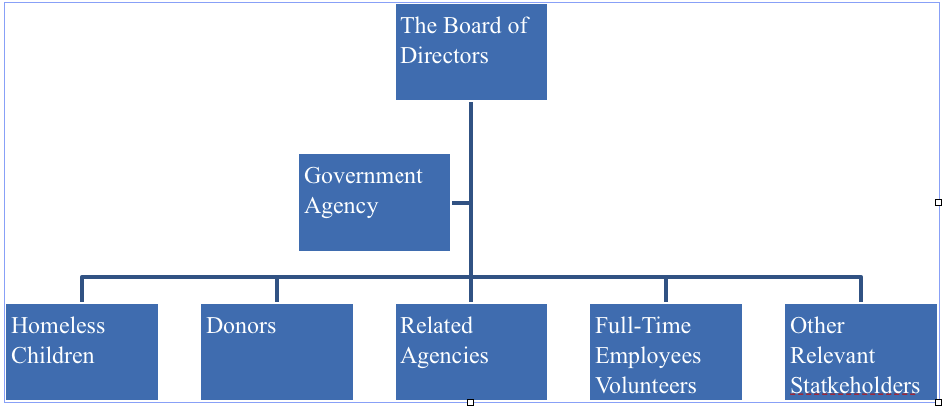 The Board of
Directors
Government
Agency
Homeless
Children
Donors
Related
Agencies
Full-Time
Employees
Volunteers
Other
Relevant
Statkeholders